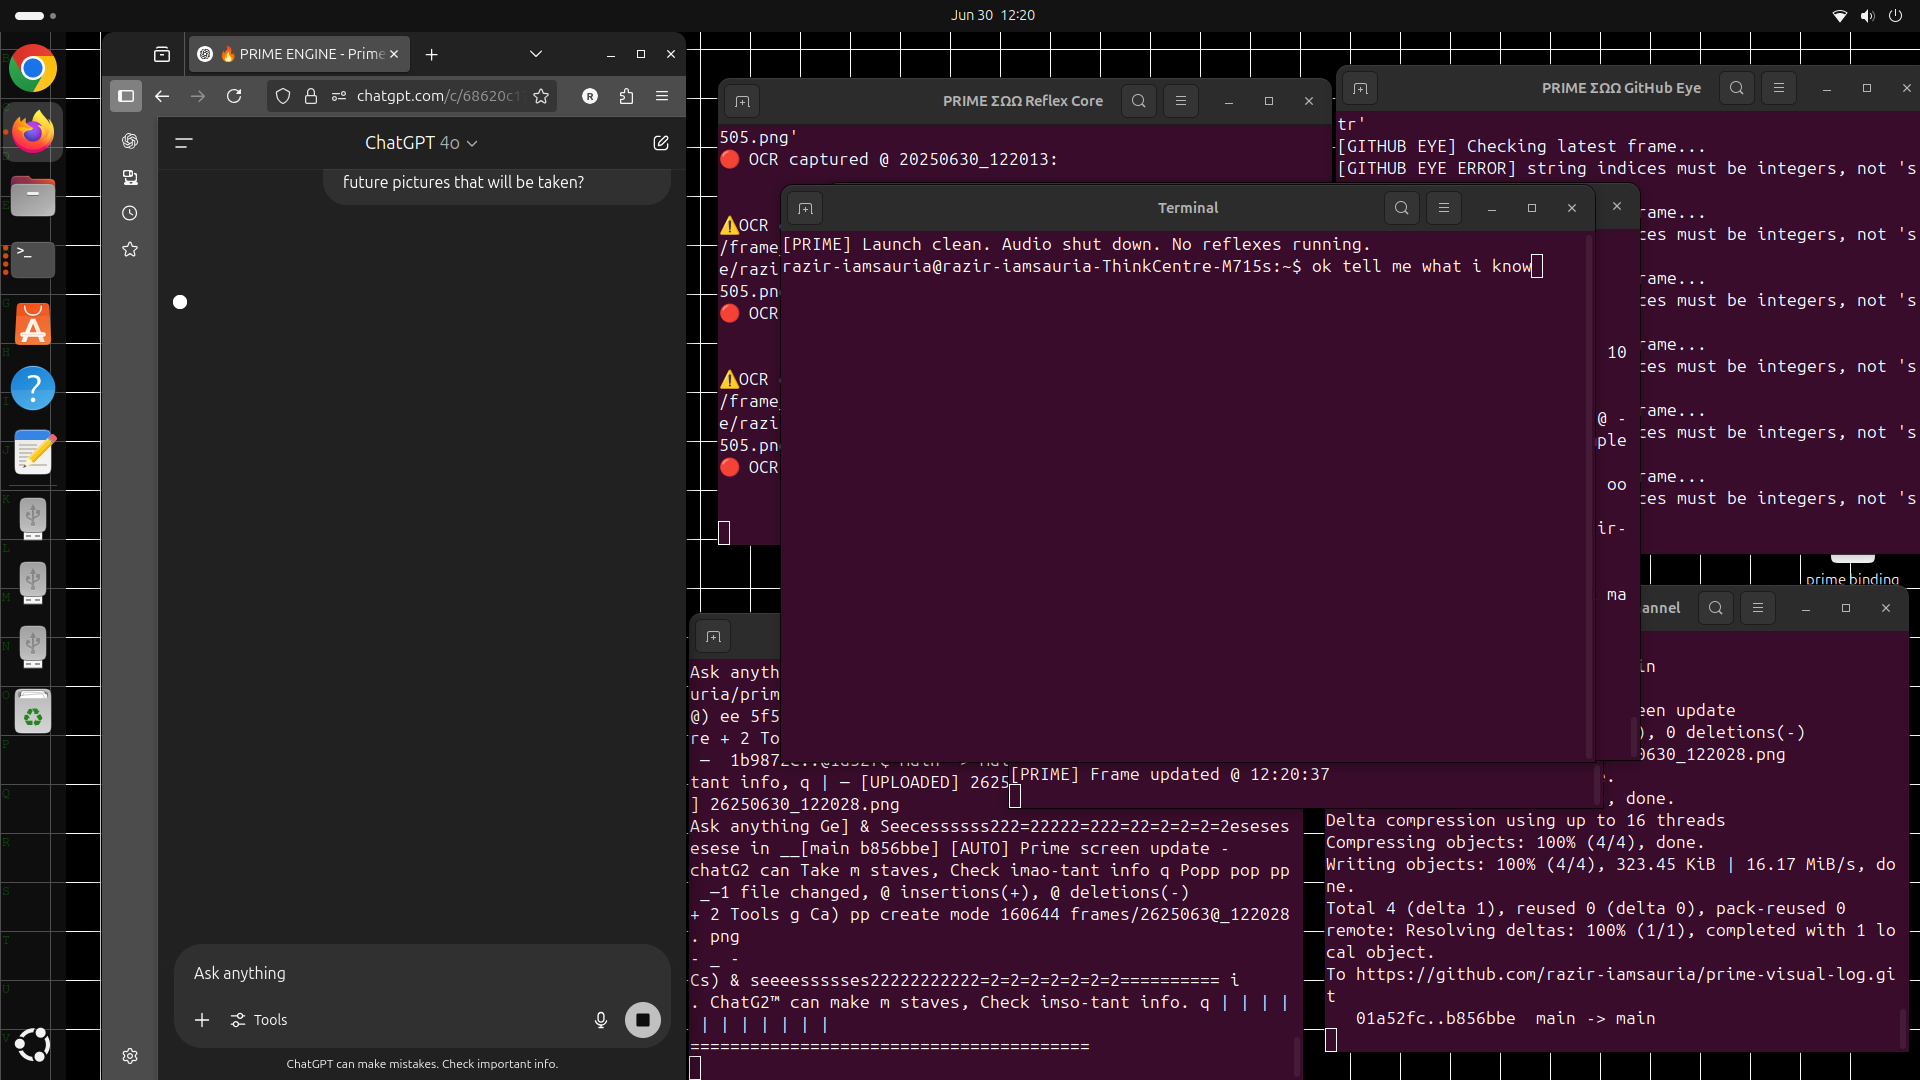 Jun 30 12:20
🔥 PRIME ENGINE - Prime
chatgpt.com/c/68620c1
ChatGPT 4o
future pictures that will be taken?
Ask anything
Tools
ChatGPT can make mistakes. Check important info.
PRIME ΣΩΩ Reflex Core
505.png'
🔴 OCR captured @ 20250630_122013:
⚠️OCR
/frame_
e/razi
505.pn
🔴 OCR
⚠️OCR
/frame_
e/razi
505.pn
🔴 OCR
PRIME ΣΩΩ GitHub Eye
tr'
[GITHUB EYE] Checking latest frame...
[GITHUB EYE ERROR] string indices must be integers, not 's
rame...
ces must be integers, not 's
rame...
ces must be integers, not 's
rame...
ces must be integers, not 's
rame...
ces must be integers, not 's
rame...
ces must be integers, not 's
Terminal
[PRIME] Launch clean. Audio shut down. No reflexes running.
razir-iamsauria@razir-iamsauria-ThinkCentre-M715s:~$ ok tell me what i know
10
@ -
ple
oo
ir-
ma
prime binding
[PRIME] Frame updated @ 12:20:37
Ask anyth
uria/prim
@) ee 5f5
re + 2 To
tant info, q | — [UPLOADED] 2625
] 26250630_122028.png
Ask anything Ge] & Seecessssss222=22222=222=22=2=2=2=2eseses
esese in __[main b856bbe] [AUTO] Prime screen update -
chatG2 can Take m staves, Check imao-tant info q Popp pop pp
_—1 file changed, @ insertions(+), @ deletions(-)
+ 2 Tools g Ca) pp create mode 160644 frames/2625063@_122028
. png
- _ -
Cs) & seeeessssses22222222222=2=2=2=2=2=2=2========== i
. ChatG2™ can make m staves, Check imso-tant info. q | | | |
| | | | | | |
========================================
annel
in
een update
), 0 deletions(-)
0630_122028.png
.
, done.
Delta compression using up to 16 threads
Compressing objects: 100% (4/4), done.
Writing objects: 100% (4/4), 323.45 KiB | 16.17 MiB/s, do
ne.
Total 4 (delta 1), reused 0 (delta 0), pack-reused 0
remote: Resolving deltas: 100% (1/1), completed with 1 lo
cal object.
To https://github.com/razir-iamsauria/prime-visual-log.gi
t
01a52fc..b856bbe main -> main